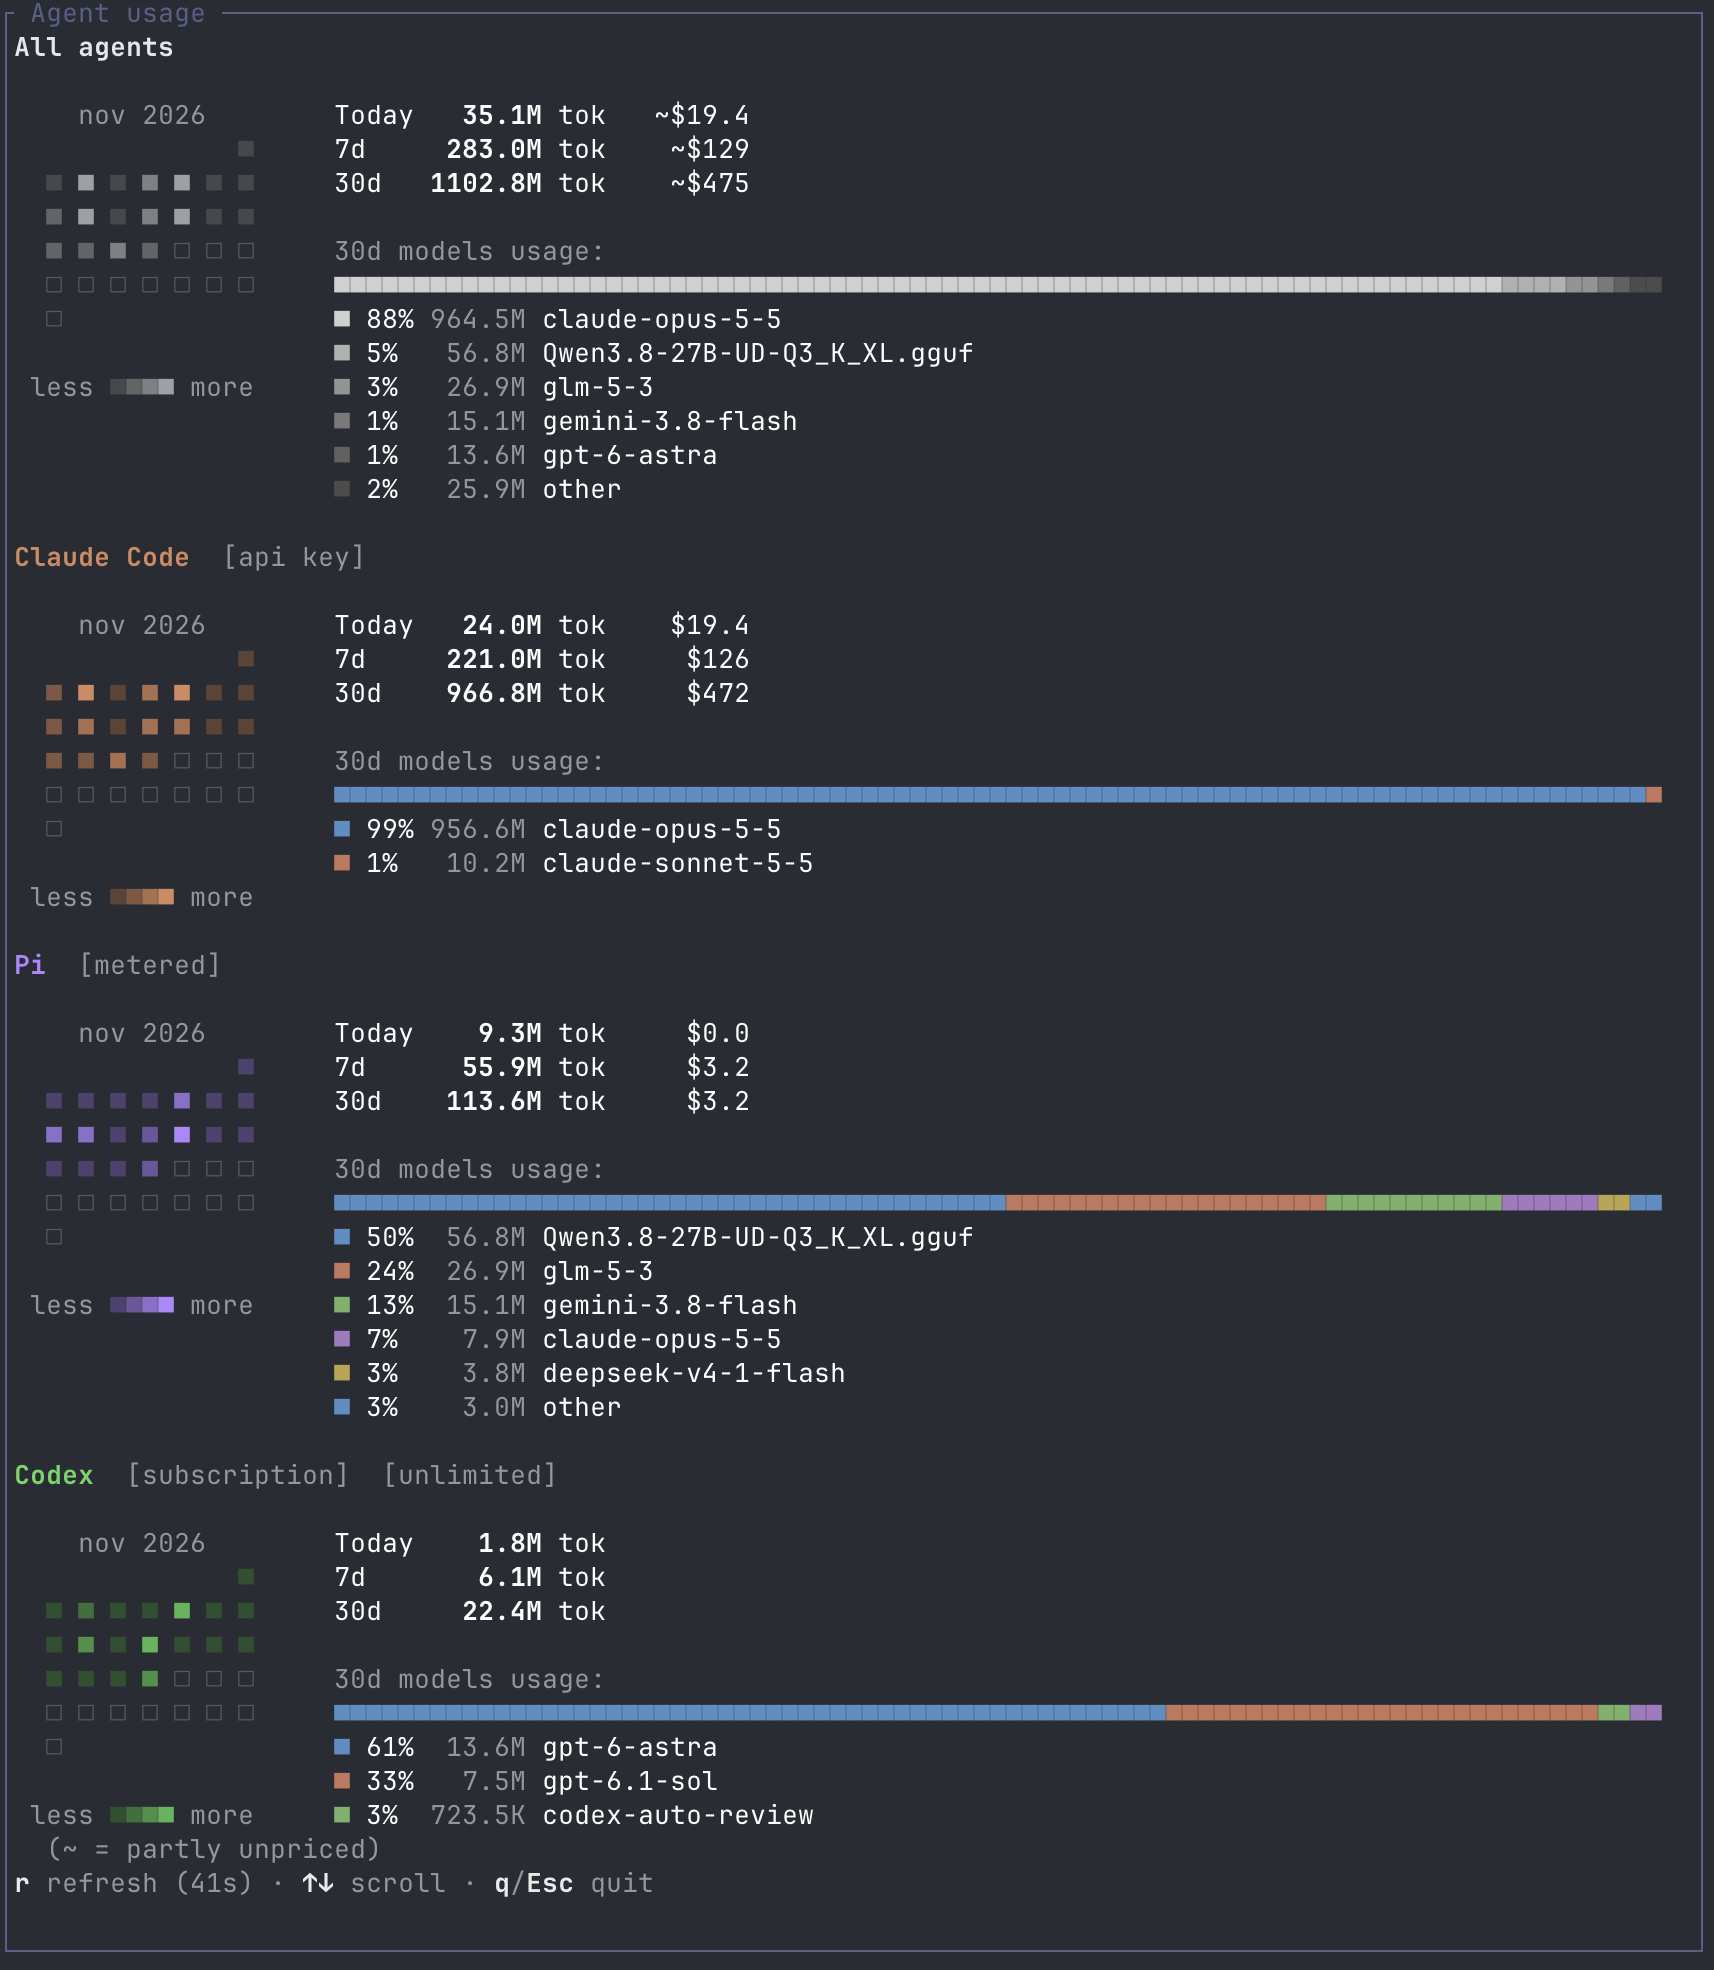 Agent usage
All agents
nov 2026
Today 35.1M tok ~$19.4
7d 283.0M tok ~$129
30d 1102.8M tok ~$475
30d models usage:
88% 964.5M claude-opus-5-5
5% 56.8M Qwen3.8-27B-UD-Q3_K_XL.gguf
3% 26.9M glm-5-3
1% 15.1M gemini-3.8-flash
1% 13.6M gpt-6-astra
2% 25.9M other
less more
Claude Code [api key]
nov 2026
Today 24.0M tok $19.4
7d 221.0M tok $126
30d 966.8M tok $472
30d models usage:
99% 956.6M claude-opus-5-5
1% 10.2M claude-sonnet-5-5
less more
Pi [metered]
nov 2026
Today 9.3M tok $0.0
7d 55.9M tok $3.2
30d 113.6M tok $3.2
30d models usage:
50% 56.8M Qwen3.8-27B-UD-Q3_K_XL.gguf
24% 26.9M glm-5-3
13% 15.1M gemini-3.8-flash
7% 7.9M claude-opus-5-5
3% 3.8M deepseek-v4-1-flash
3% 3.0M other
less more
Codex [subscription] [unlimited]
nov 2026
Today 1.8M tok
7d 6.1M tok
30d 22.4M tok
30d models usage:
61% 13.6M gpt-6-astra
33% 7.5M gpt-6.1-sol
3% 723.5K codex-auto-review
less more
(~ = partly unpriced)
r refresh (41s) · ↑↓ scroll · q/Esc quit